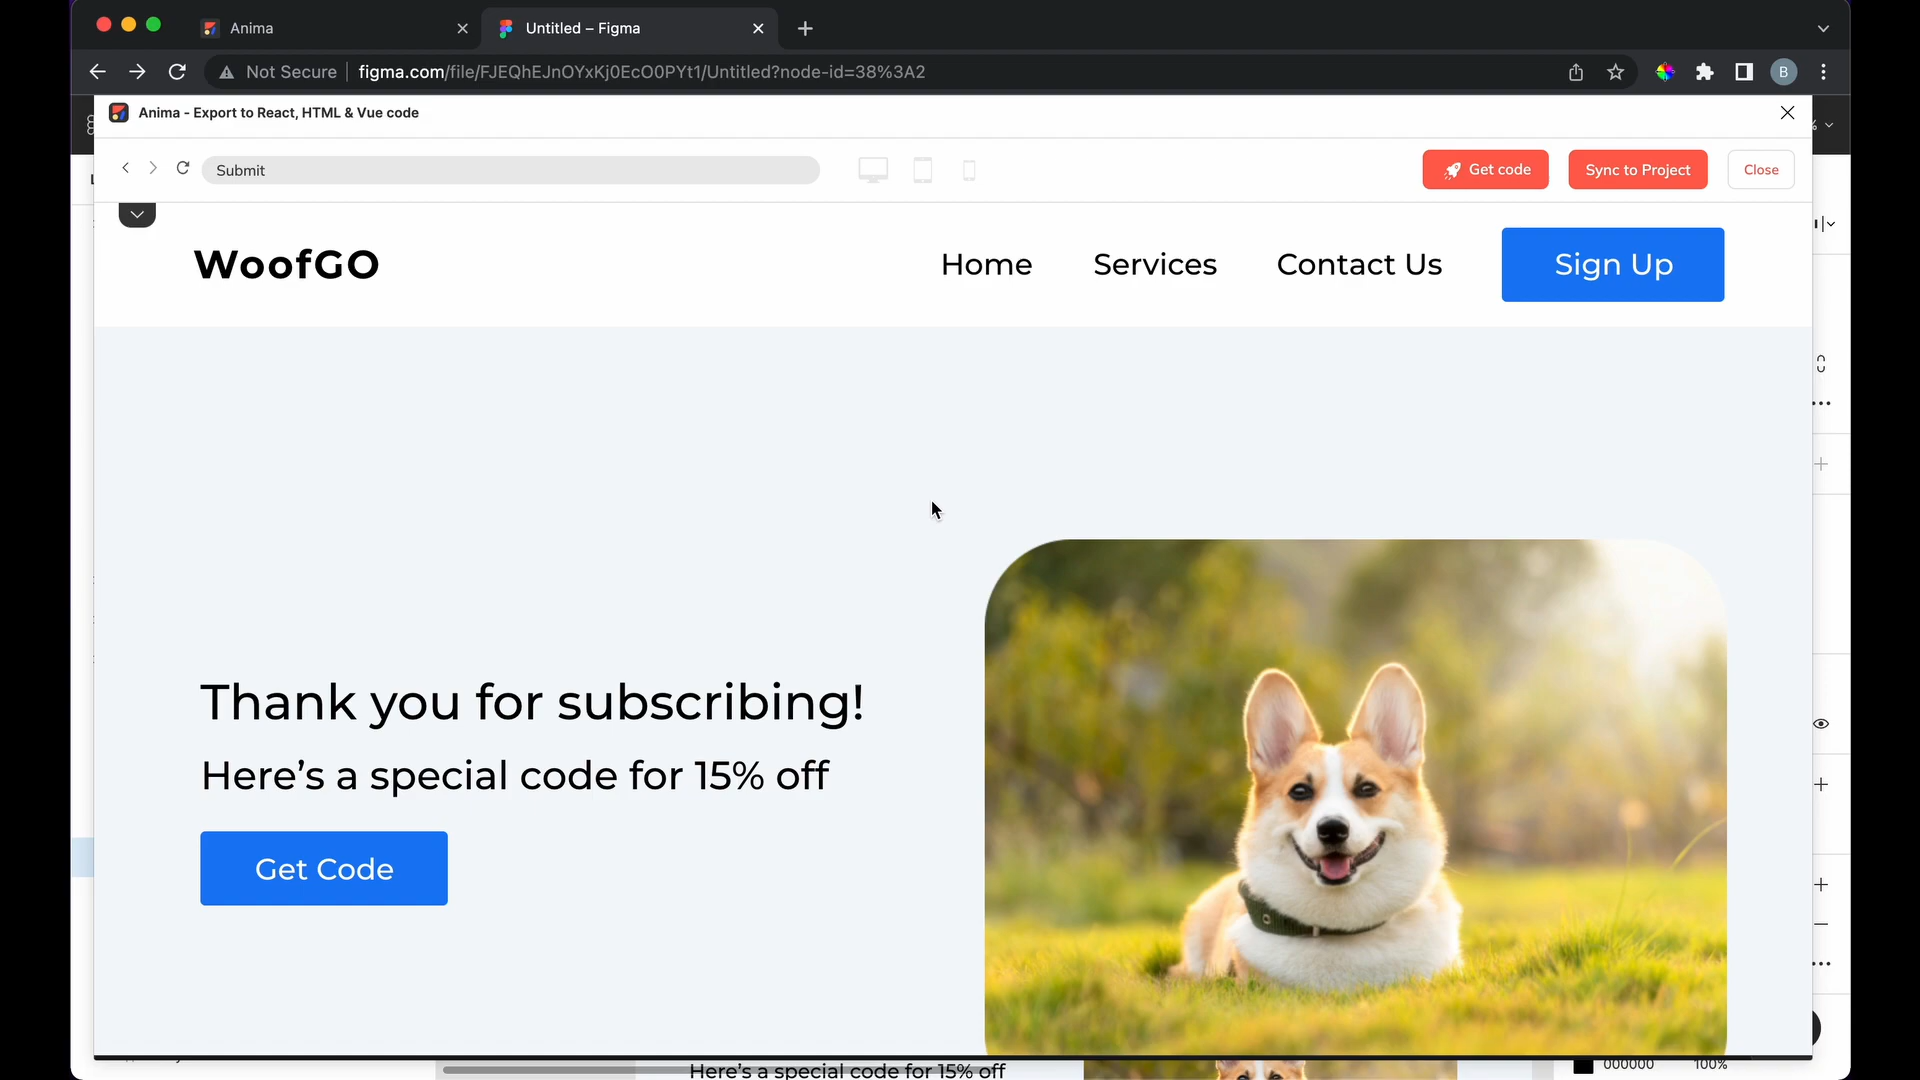 Anima
Untitled – Figma
Not Secure
figma.com/file/FJEQhEJnOYxKj0EcO0PYt1/Untitled?node-id=38%3A2
B
Anima - Export to React, HTML & Vue code
%
Submit
Get code
Sync to Project
Close
WoofGO
Home
Services
Contact Us
Sign Up
Thank you for subscribing!
Here’s a special code for 15% off
Get Code
Here’s a special code for 15% off
000000
100%